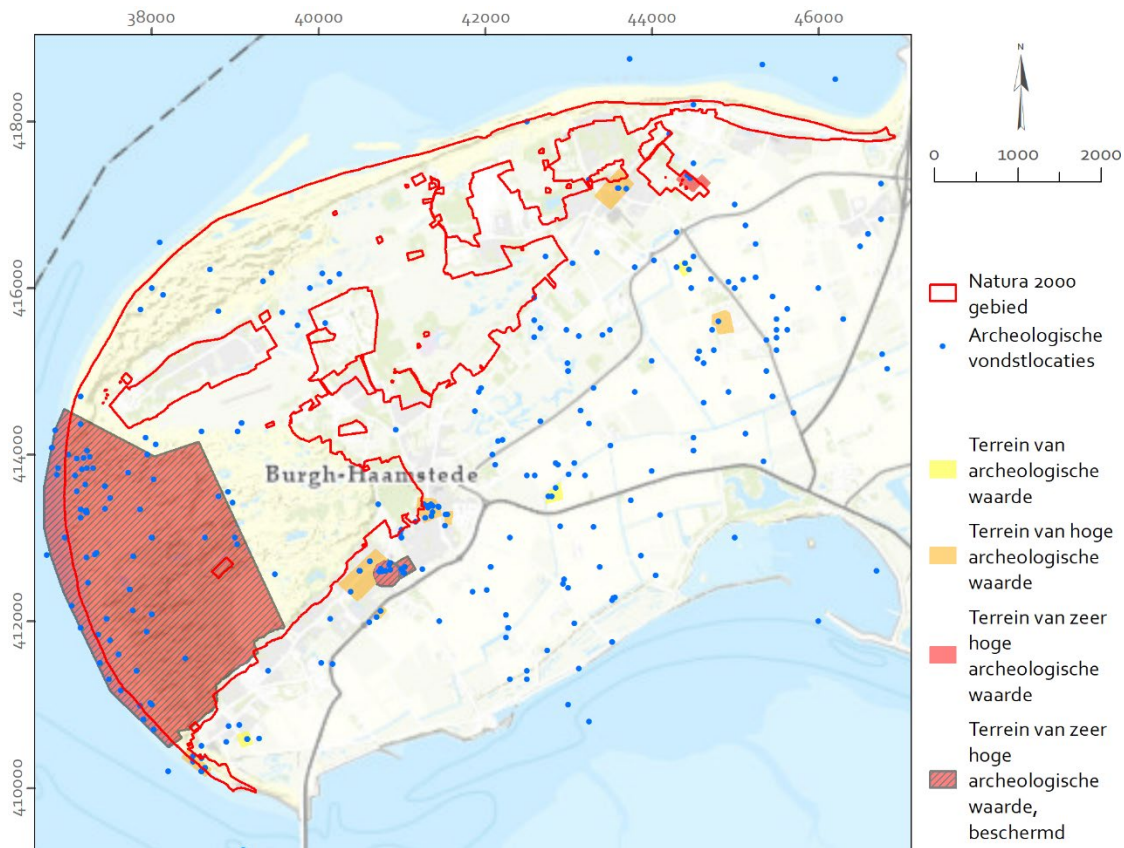 38000 40000 42000 44000 46000
418000
416000
414000
412000
410000
Burgh-Haamstede
N
0 1000 2000
Natura 2000
gebied
Archeologische
vondstlocaties
Terrein van
archeologische
waarde
Terrein van hoge
archeologische
waarde
Terrein van zeer
hoge
archeologische
waarde
Terrein van zeer
hoge
archeologische
waarde,
beschermd